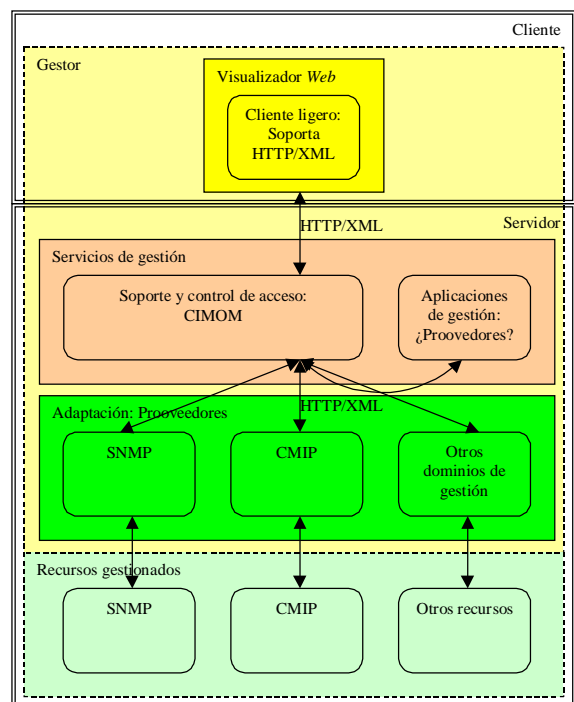 Cliente
Gestor
Visualizador Web
Cliente ligero:
Soporta
HTTP/XML
HTTP/XML
Servidor
Servicios de gestión
Soporte y control de acceso:
CIMOM
Aplicaciones
de gestión:
¿Proovedores?
HTTP/XML
Adaptación: Prooveedores
SNMP
CMIP
Otros
dominios de
gestión
Recursos gestionados
SNMP
CMIP
Otros recursos